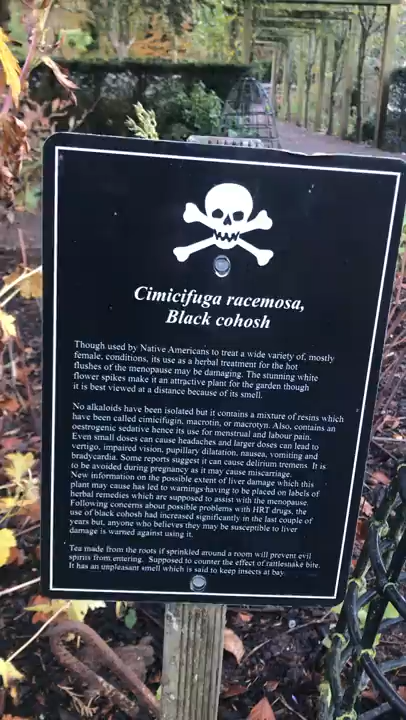 Cimicifuga racemosa,
Black cohosh
Though used by Native Americans to treat a wide variety of, mostly
female, conditions, its use as a herbal treatment for the hot
flushes of the menopause may be damaging. The stunning white
flower spikes make it an attractive plant for the garden though
it is best viewed at a distance because of its smell.
No alkaloids have been isolated but it contains a mixture of resins which
have been called cimicifugin, macrotin, or macrotyn. Also, contains an
oestrogenic sedative hence its use for menstrual and labour pain.
Even small doses can cause headaches and larger doses can lead to
vertigo, impaired vision, pupillary dilatation, nausea, vomiting and
bradycardia. Some reports suggest it can cause delirium tremens. It is
to be avoided during pregnancy as it may cause miscarriage.
New information on the possible extent of liver damage which this
plant may cause has led to warnings having to be placed on labels of
herbal remedies which are supposed to assist with the menopause.
Following concerns about possible problems with HRT drugs, the
use of black cohosh had increased significantly in the last couple of
years but, anyone who believes they may be susceptible to liver
damage is warned against using it.
Tea made from the roots if sprinkled around a room will prevent evil
spirits from entering. Supposed to counter the effect of rattlesnake bite.
It has an unpleasant smell which is said to keep insects at bay.